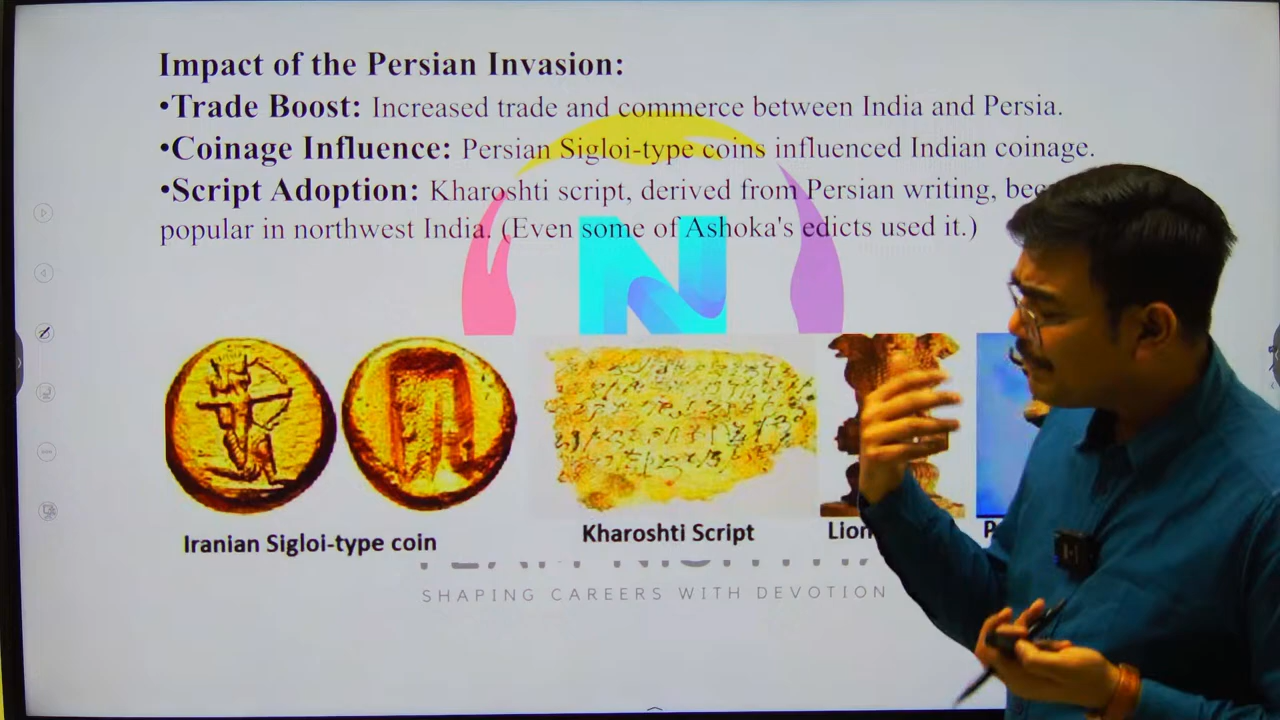 Impact of the Persian Invasion:
•Trade Boost: Increased trade and commerce between India and Persia.
•Coinage Influence: Persian Sigloi-type coins influenced Indian coinage.
•Script Adoption: Kharoshti script, derived from Persian writing,
popular in northwest India. (Even some of Ashoka's edicts used it.)
Iranian Sigloi-type coin
Kharoshti Script
Lion
SHAPING CAREERS WITH DEVOTION